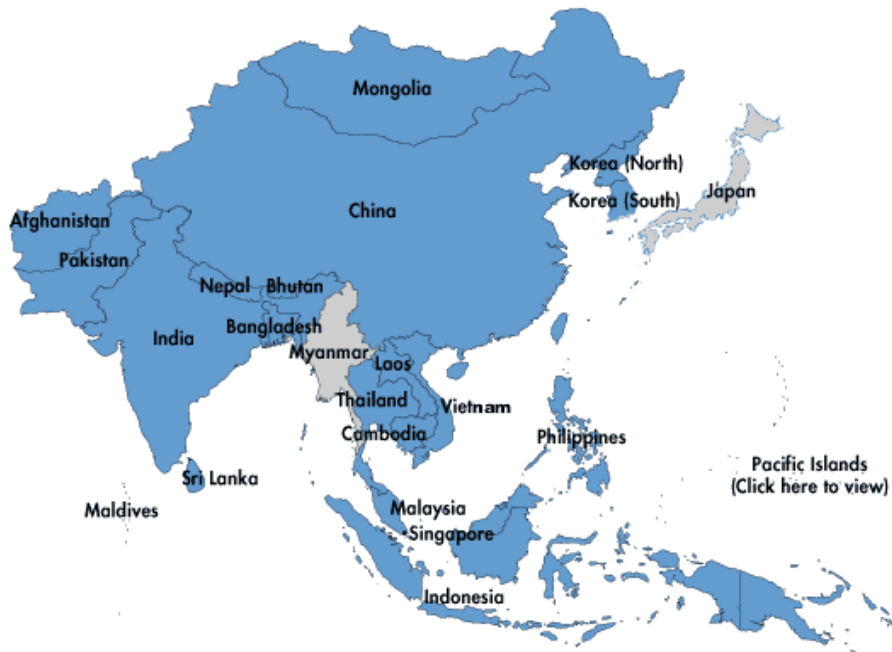 Mongolia
Korea (North)
Japan
Korea (South)
China
Afghanistan
Pakistan
Nepal
Bhutan
Bangladesh
India
Myanmar
Laos
Thailand
Vietnam
Cambodia
Philippines
Pacific Islands
(Click here to view)
Sri Lanka
Maldives
Malaysia
Singapore
Indonesia